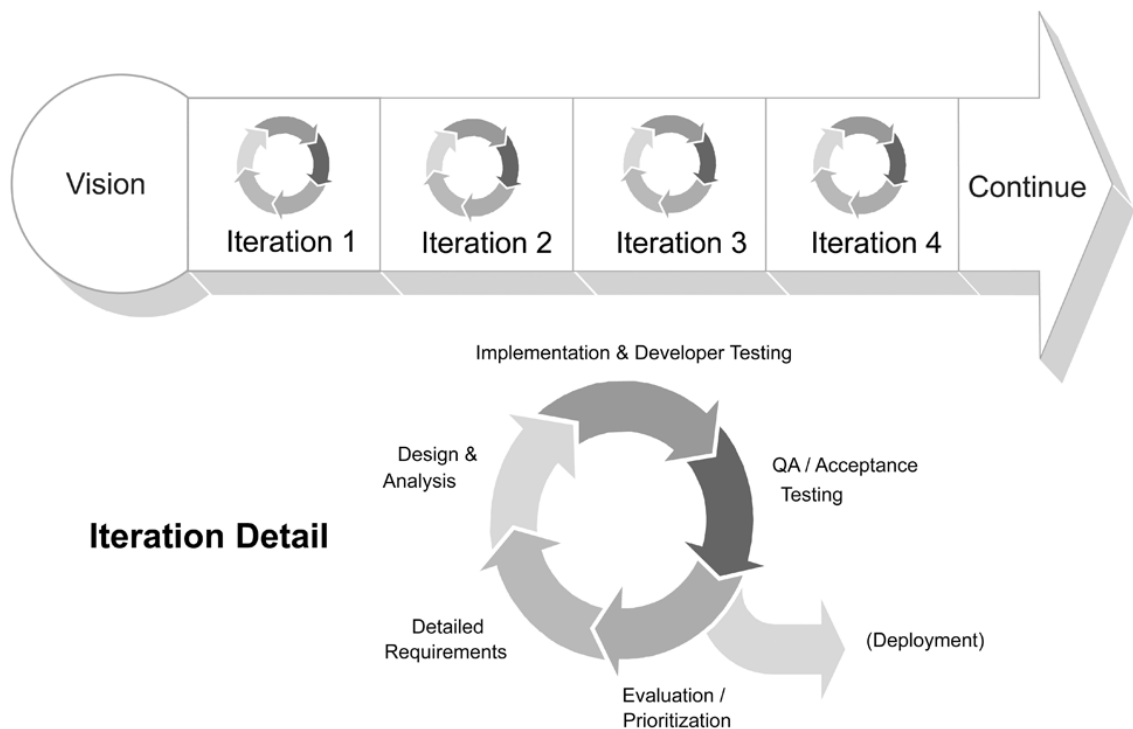 Vision
Iteration 1
Iteration 2
Iteration 3
Iteration 4
Continue
Implementation & Developer Testing
Design &
Analysis
QA / Acceptance
Testing
Iteration Detail
Detailed
Requirements
(Deployment)
Evaluation /
Prioritization